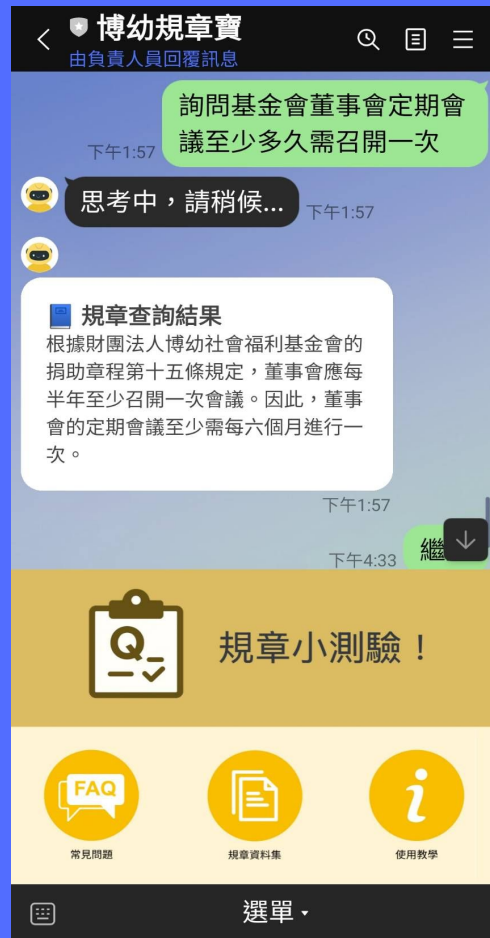 博幼規章寶
由負責人員回覆訊息
詢問基金會董事會定期會
議至少多久需召開一次
下午1:57
思考中，請稍候...
下午1:57
規章查詢結果
根據財團法人博幼社會福利基金會的
捐助章程第十五條規定，董事會應每
半年至少召開一次會議。因此，董事
會的定期會議至少需每六個月進行一
次。
下午1:57
繼
下午4:33
Q
規章小測驗！
FAQ
i
常見問題
規章資料集
使用教學
選單